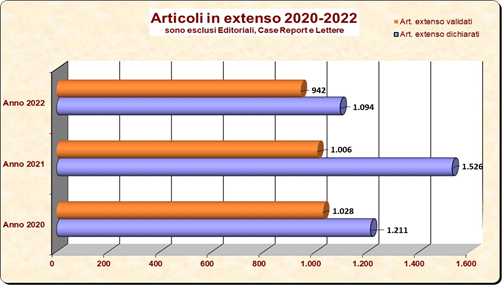 Articoli in extenso 2020-2022
sono esclusi Editoriali, Case Report e Lettere
Art. extenso validati
Art. extenso dichiarati
Anno 2022
942
1.094
Anno 2021
1.006
1.526
Anno 2020
1.028
1.211
0 200 400 600 800 1.000 1.200 1.400 1.600